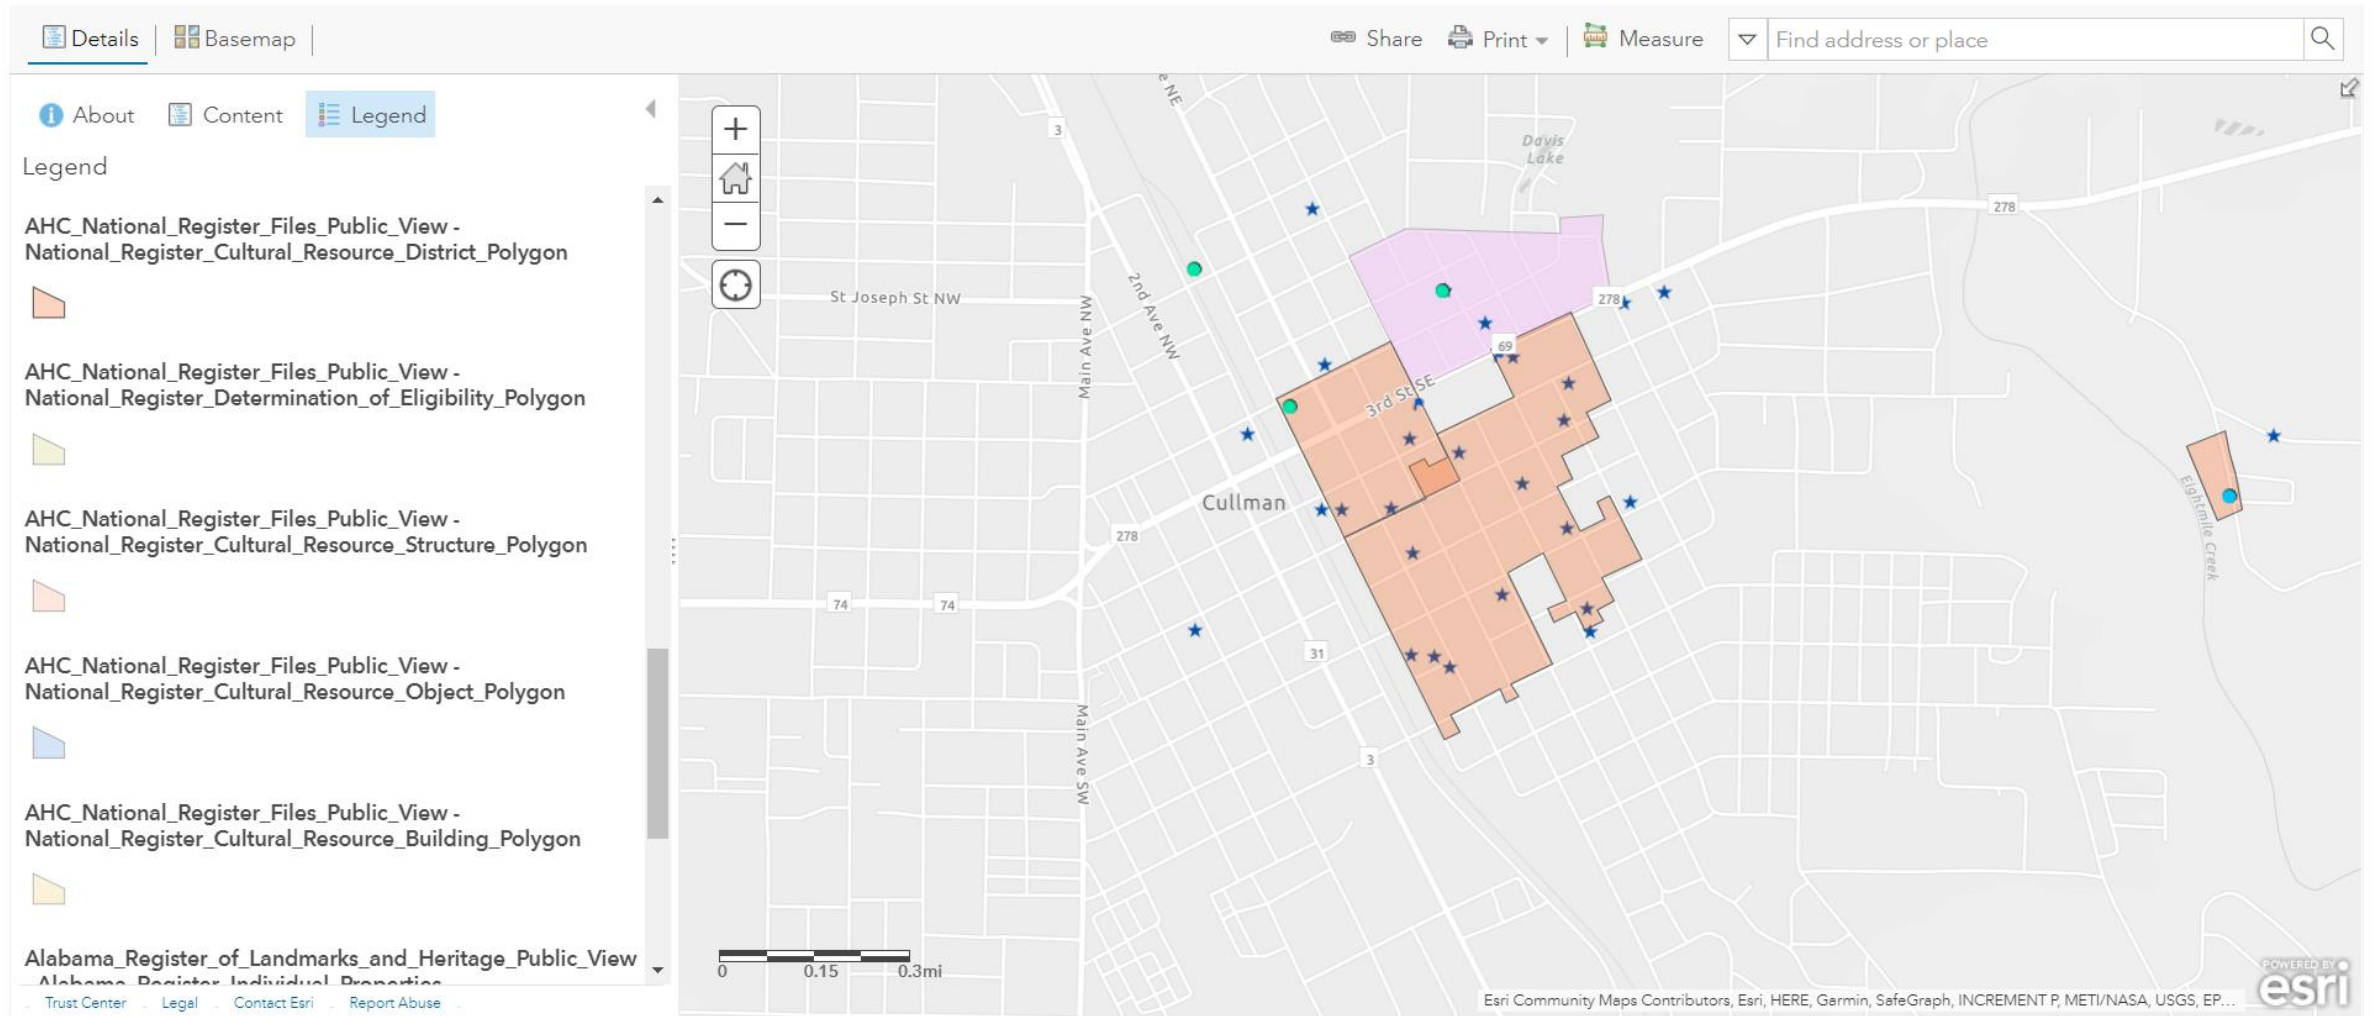 Details
Basemap
Share
Print
Measure
Find address or place
About
Content
Legend
Legend
AHC_National_Register_Files_Public_View -
National_Register_Cultural_Resource_District_Polygon
AHC_National_Register_Files_Public_View -
National_Register_Determination_of_Eligibility_Polygon
AHC_National_Register_Files_Public_View -
National_Register_Cultural_Resource_Structure_Polygon
AHC_National_Register_Files_Public_View -
National_Register_Cultural_Resource_Object_Polygon
AHC_National_Register_Files_Public_View -
National_Register_Cultural_Resource_Building_Polygon
Alabama_Register_of_Landmarks_and_Heritage_Public_View
- Alabama_Register_Individual_Properties
Trust Center
Legal
Contact Esri
Report Abuse
+
−
e NE
3
Davis
Lake
278
St Joseph St NW
2nd Ave NW
Main Ave NW
278
69
3rd St SE
Cullman
278
Eightmile Creek
74
74
31
Main Ave SW
3
0
0.15
0.3mi
Esri Community Maps Contributors, Esri, HERE, Garmin, SafeGraph, INCREMENT P, METI/NASA, USGS, EP...
POWERED BY
esri